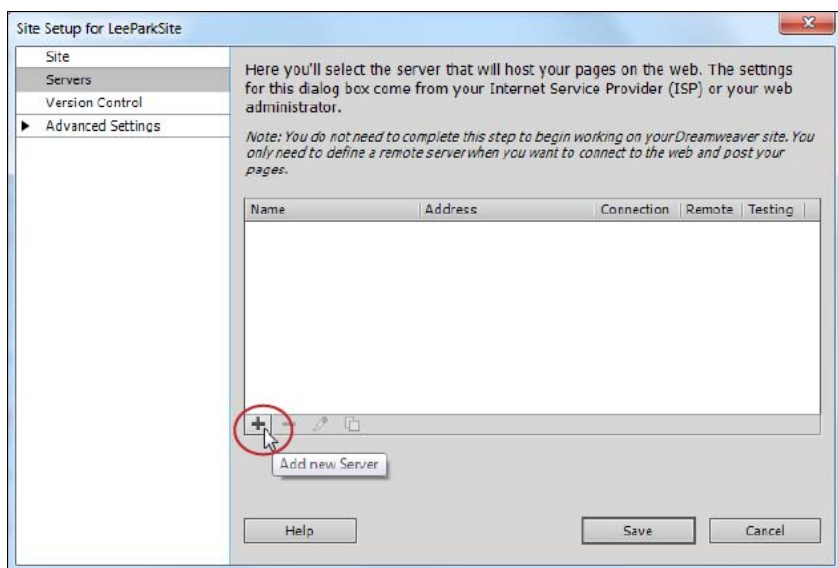 Site Setup for LeeParkSite
Site
Servers
Version Control
Advanced Settings
Here you'll select the server that will host your pages on the web. The settings
for this dialog box come from your Internet Service Provider (ISP) or your web
administrator.
Note: You do not need to complete this step to begin working on your Dreamweaver site. You
only need to define a remote server when you want to connect to the web and post your
pages.
Name Address Connection Remote Testing
Add new Server
Help Save Cancel